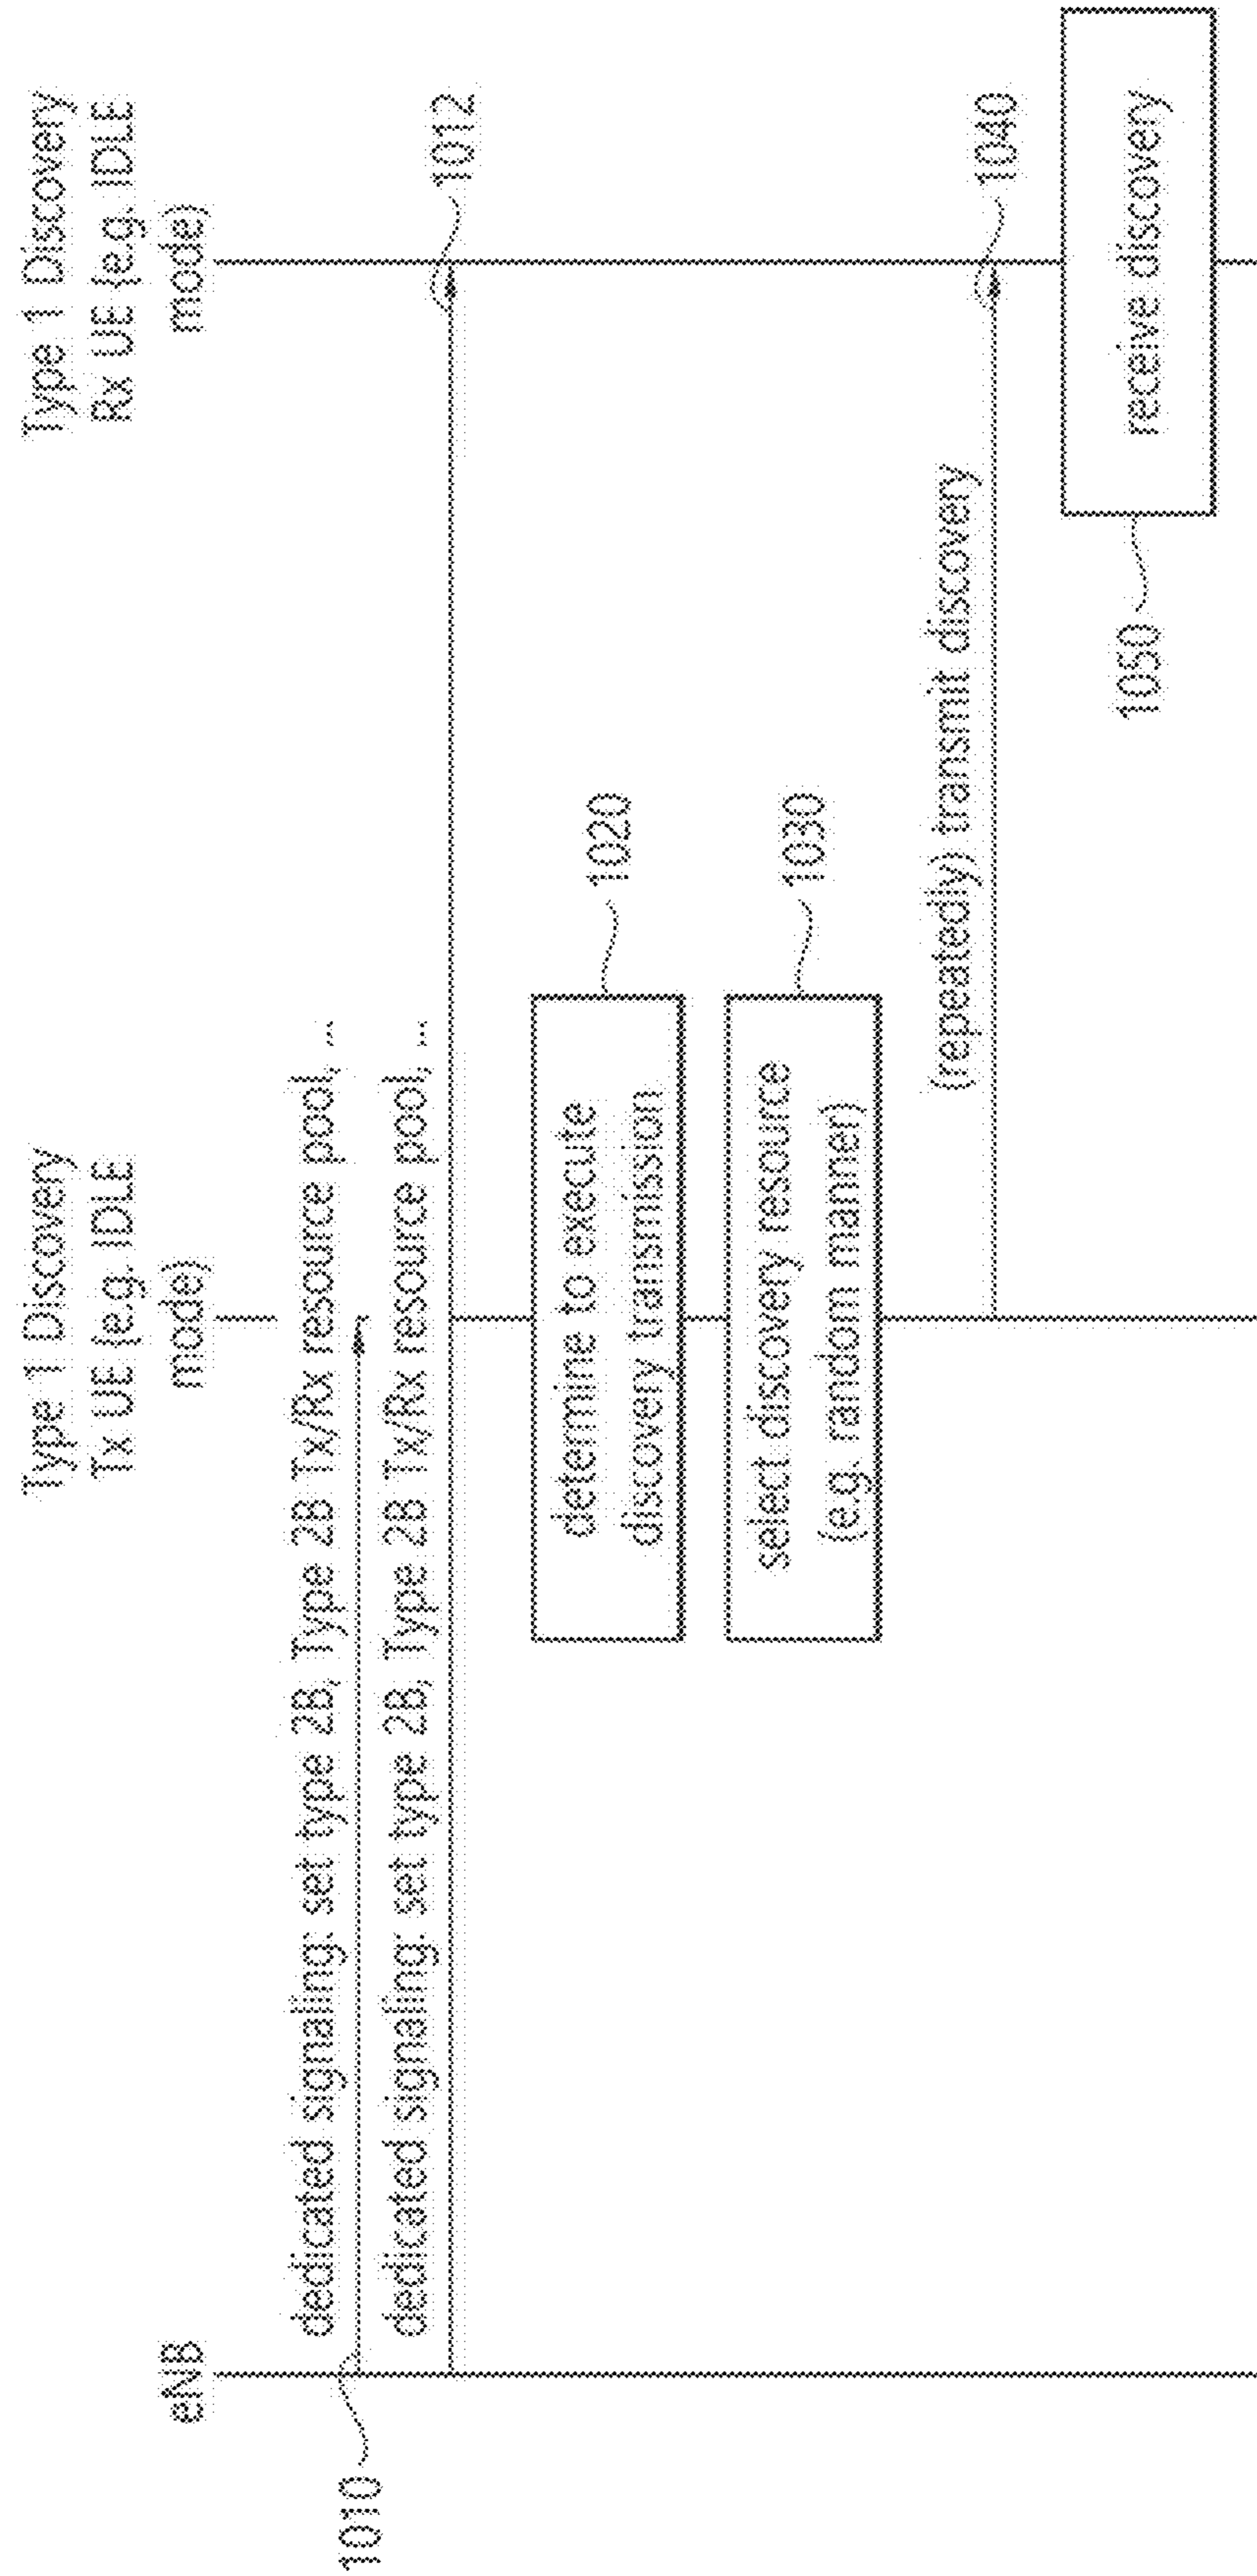 eNB
Type 1 Discovery
Tx UE (e.g. IDLE
mode)
Type 1 Discovery
Rx UE (e.g. IDLE
mode)
dedicated signaling: set type 2B, Type 2B Tx/Rx resource pool, ...
1010
dedicated signaling: set type 2B, Type 2B Tx/Rx resource pool, ...
1012
determine to execute
discovery transmission
1020
select discovery resource
(e.g. random manner)
1030
(repeatedly) transmit discovery
1040
1050
receive discovery